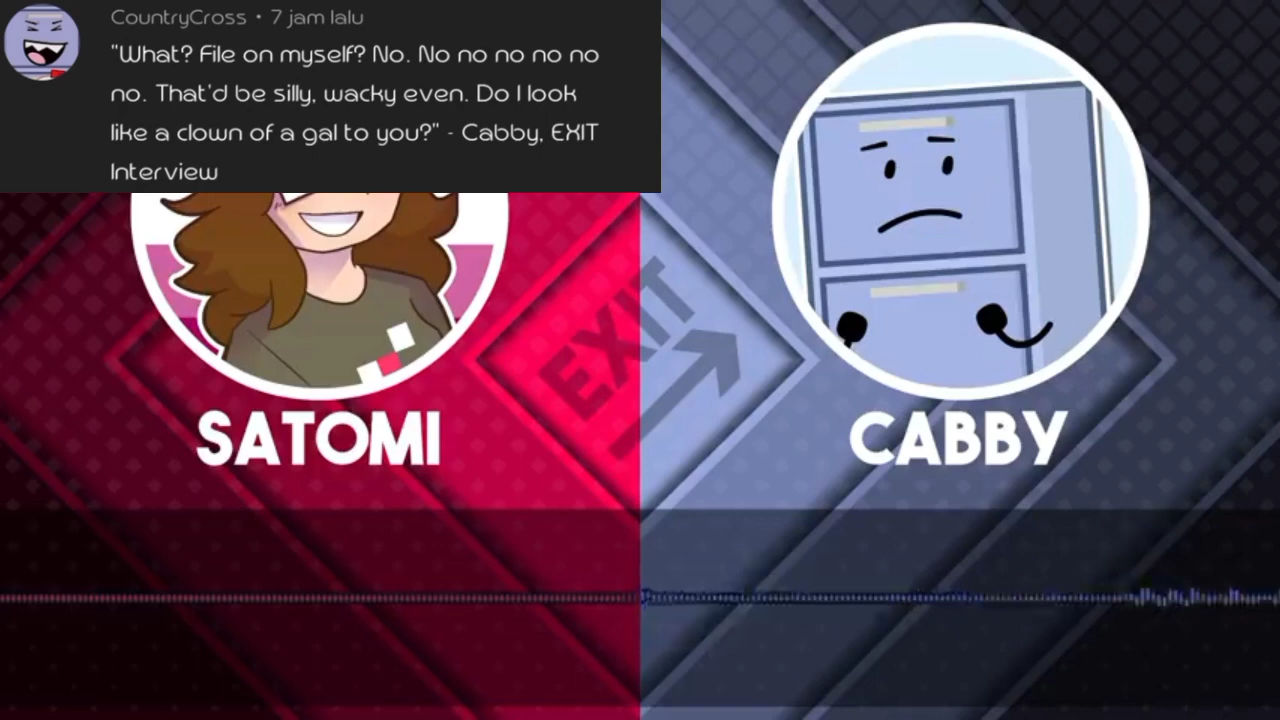 CountryCross • 7 jam lalu
"What? File on myself? No. No no no no no
no. That'd be silly, wacky even. Do I look
like a clown of a gal to you?" - Cabby, EXIT
Interview
EXIT
SATOMI
CABBY